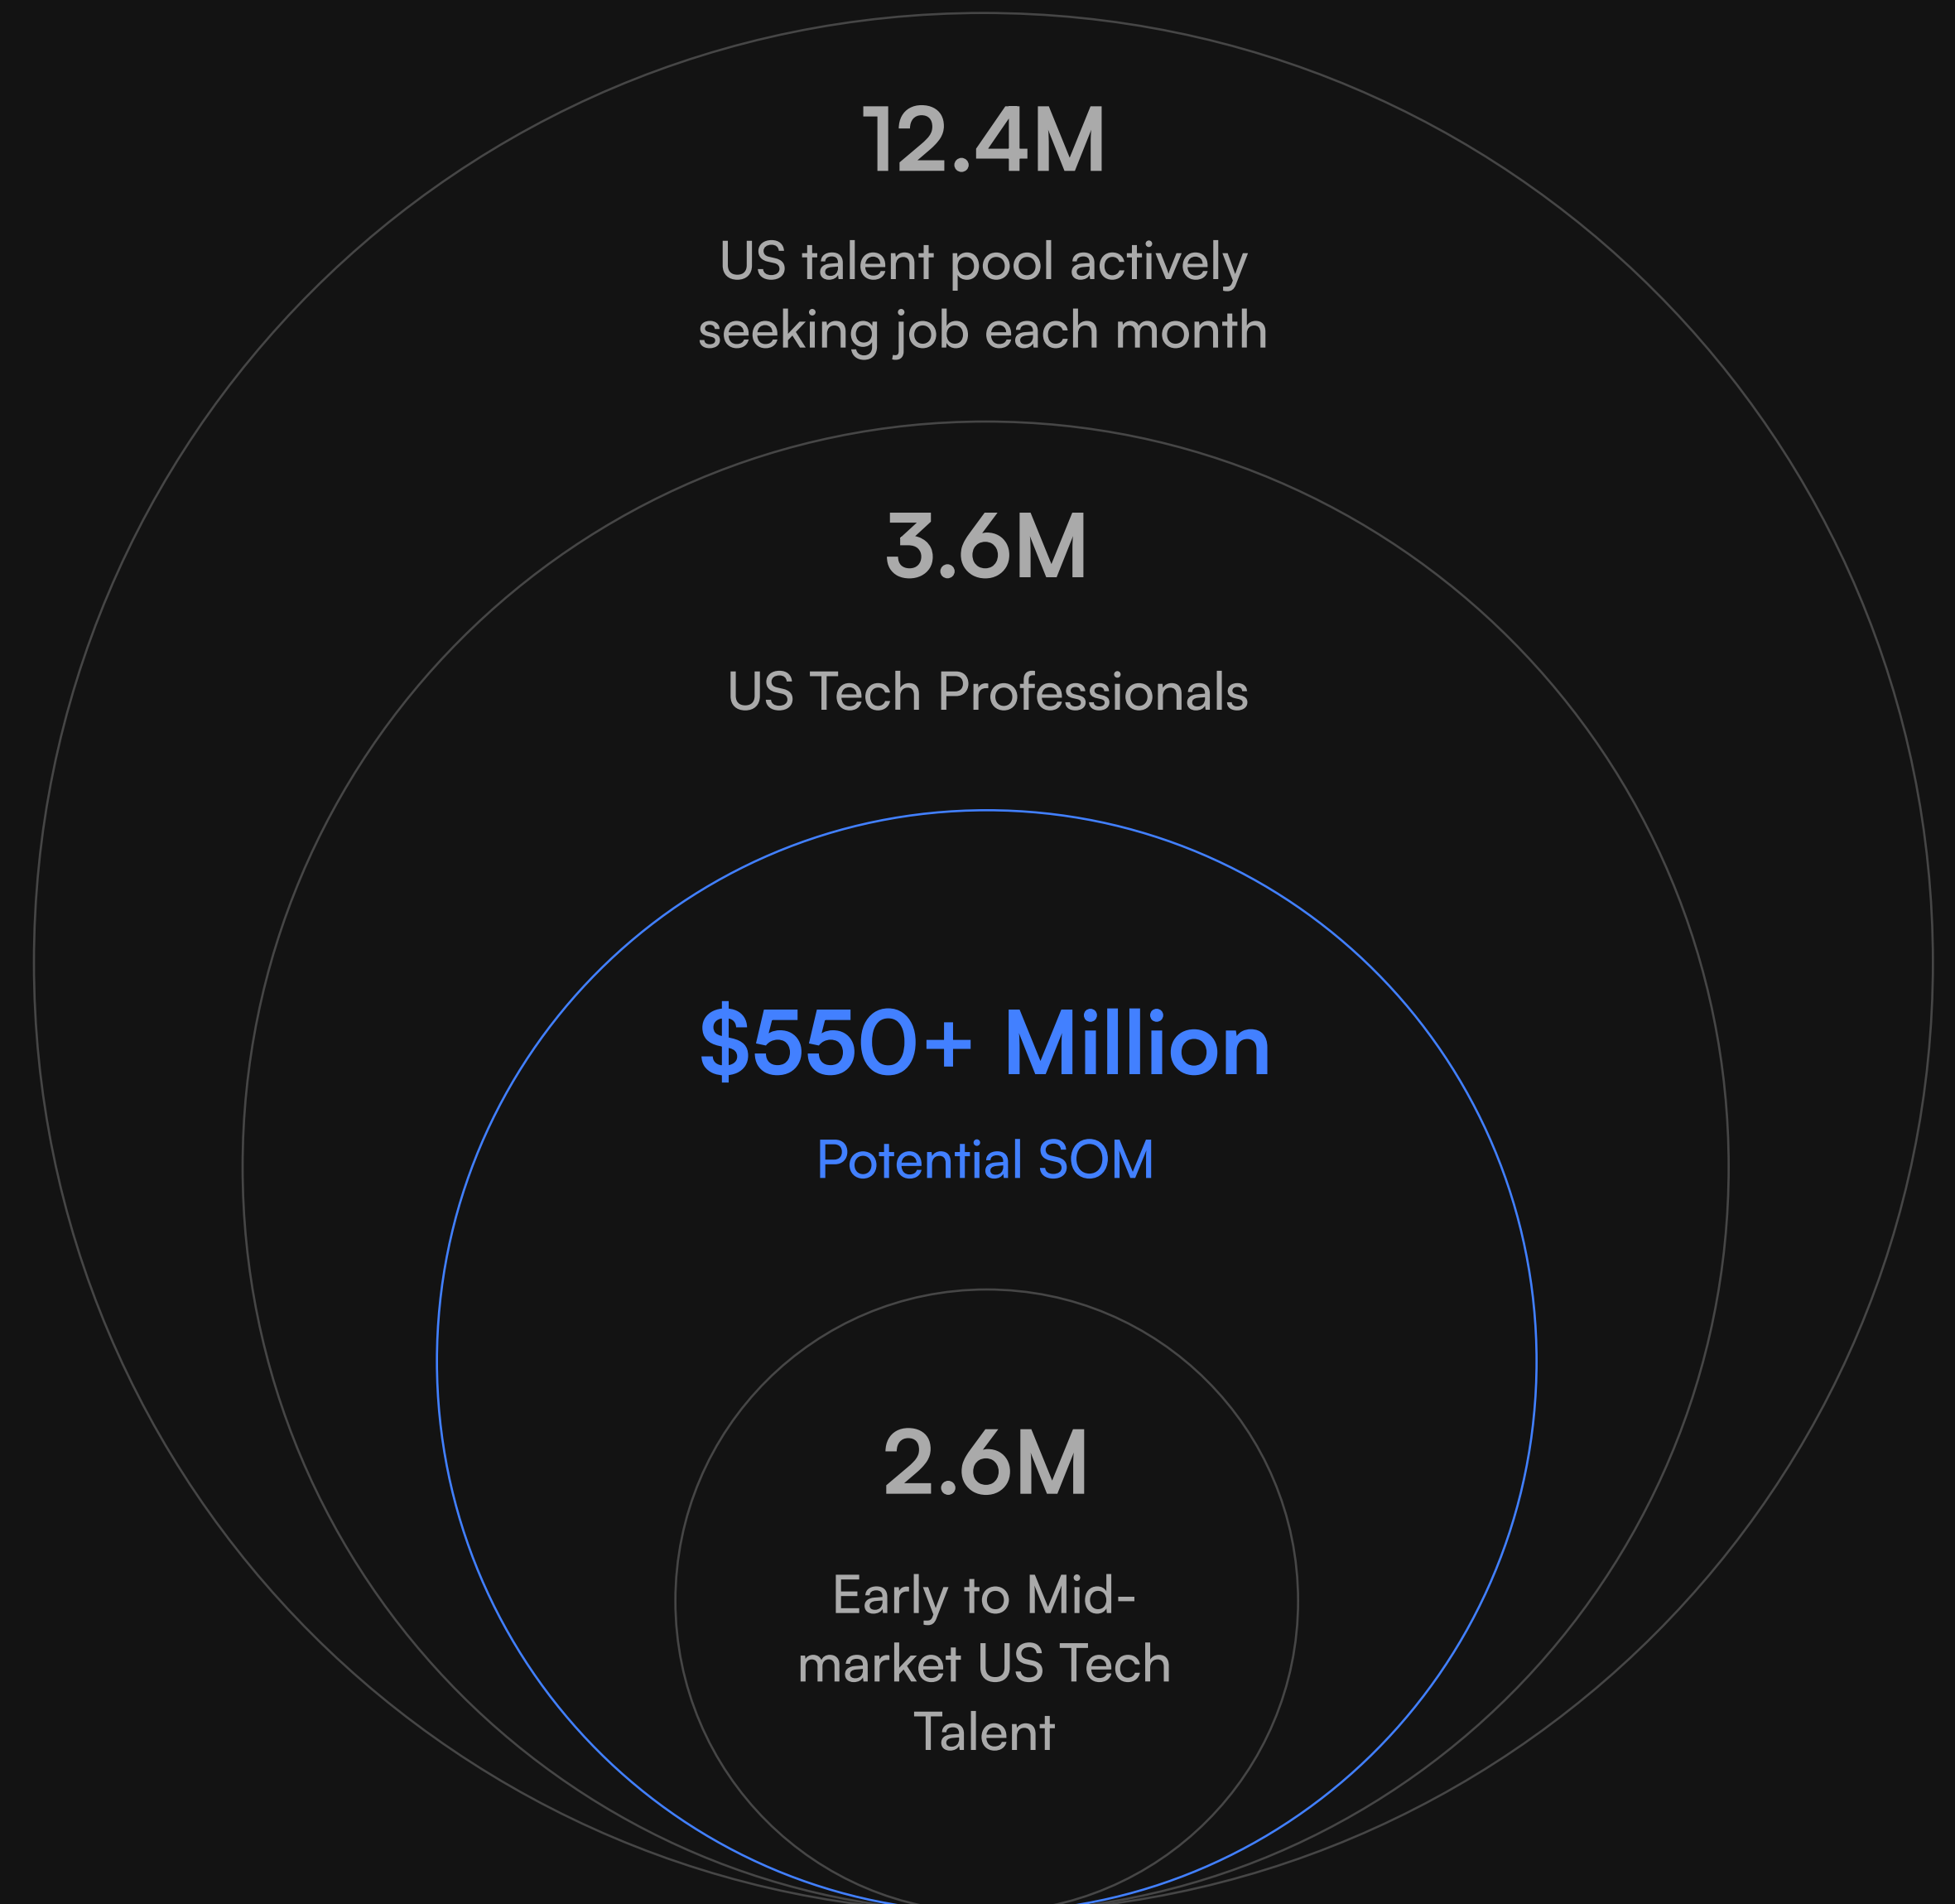 12.4M
US talent pool actively
seeking job each month
3.6M
US Tech Professionals
$550+ Million
Potential SOM
2.6M
Early to Mid-
market US Tech
Talent